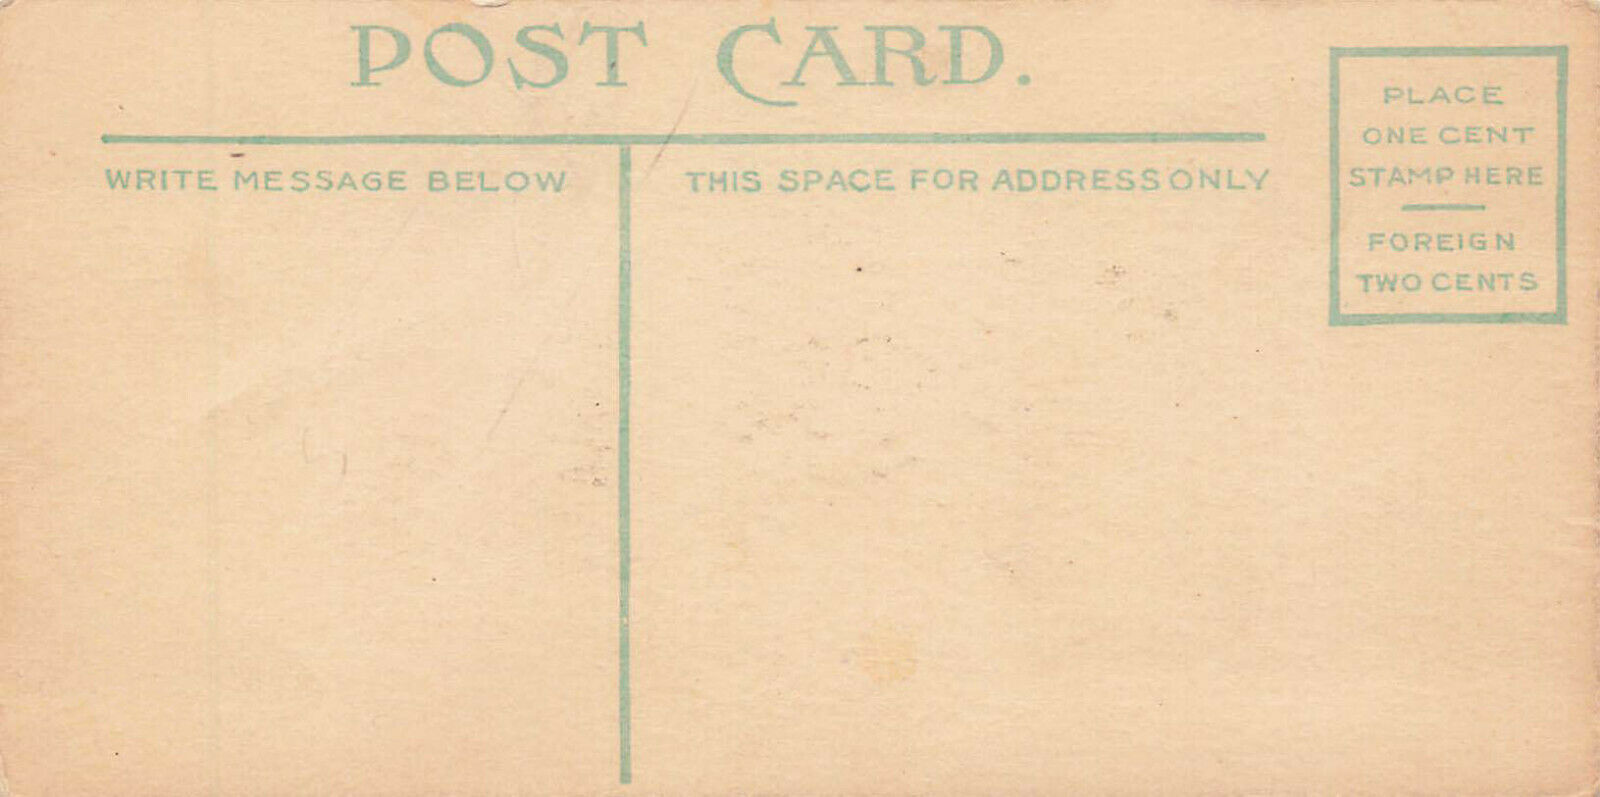 POST CARD.
WRITE MESSAGE BELOW
THIS SPACE FOR ADDRESS ONLY
PLACE
ONE CENT
STAMP HERE
FOREIGN
TWO CENTS